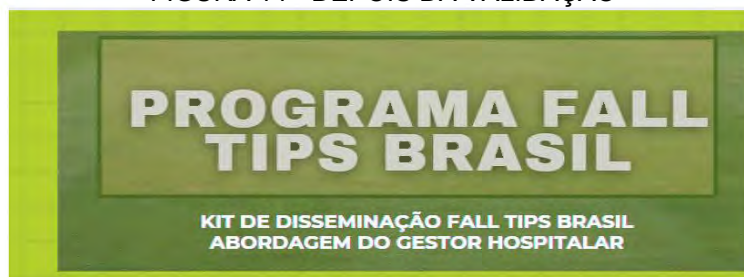 PROGRAMA FALL
TIPS BRASIL
KIT DE DISSEMINAÇÃO FALL TIPS BRASIL
ABORDAGEM DO GESTOR HOSPITALAR